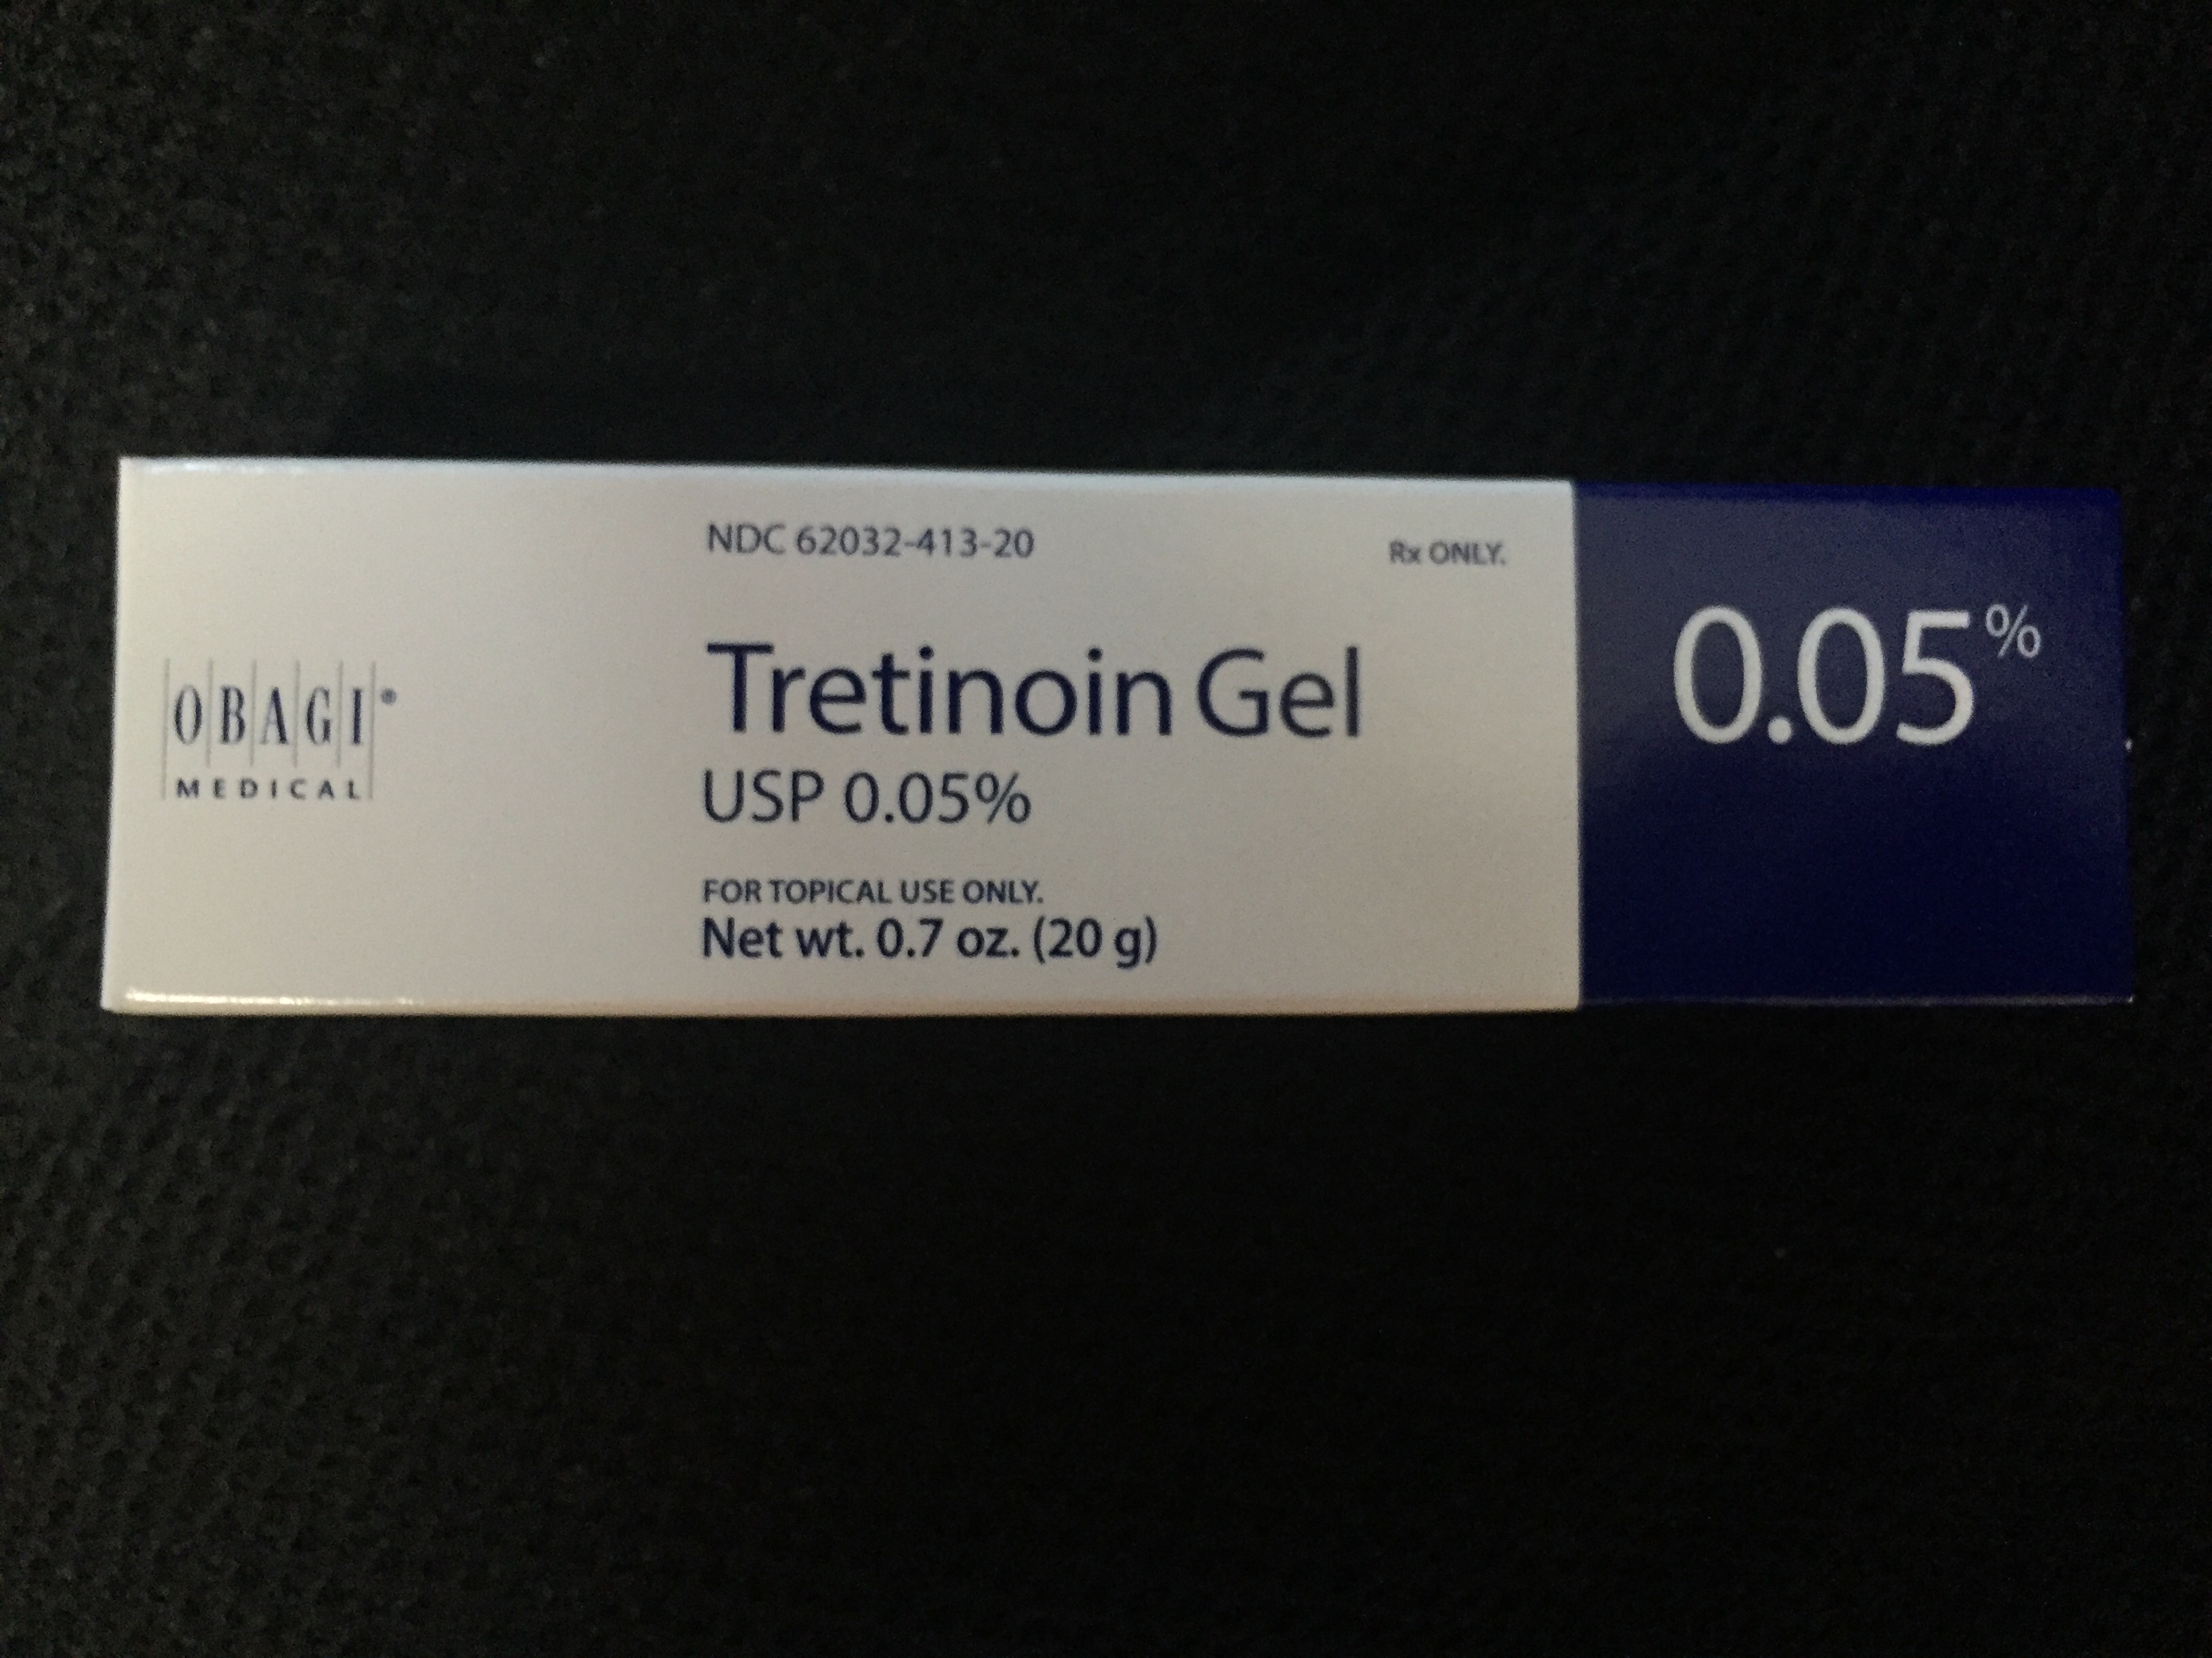 NDC 62032-413-20
Rx ONLY.
OBAGI®
MEDICAL
Tretinoin Gel
USP 0.05%
FOR TOPICAL USE ONLY.
Net wt. 0.7 oz. (20 g)
0.05%